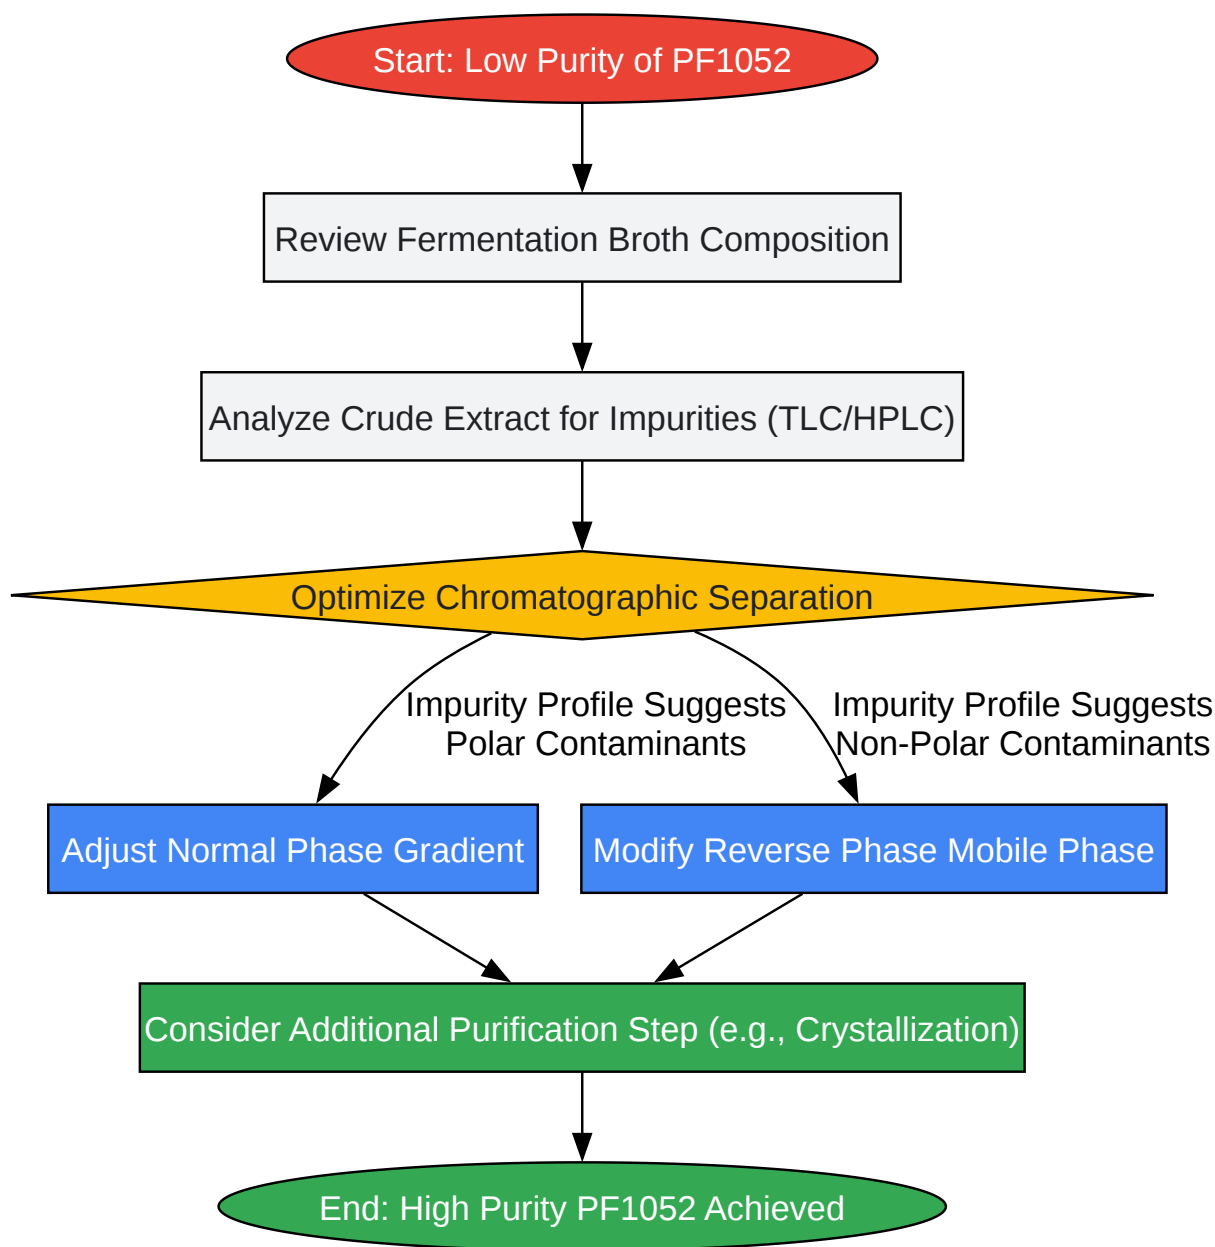 Start: Low Purity of PF1052
Review Fermentation Broth Composition
Analyze Crude Extract for Impurities (TLC/HPLC)
Optimize Chromatographic Separation
Impurity Profile Suggests
Polar Contaminants
Impurity Profile Suggests
Non-Polar Contaminants
Adjust Normal Phase Gradient
Modify Reverse Phase Mobile Phase
Consider Additional Purification Step (e.g., Crystallization)
End: High Purity PF1052 Achieved